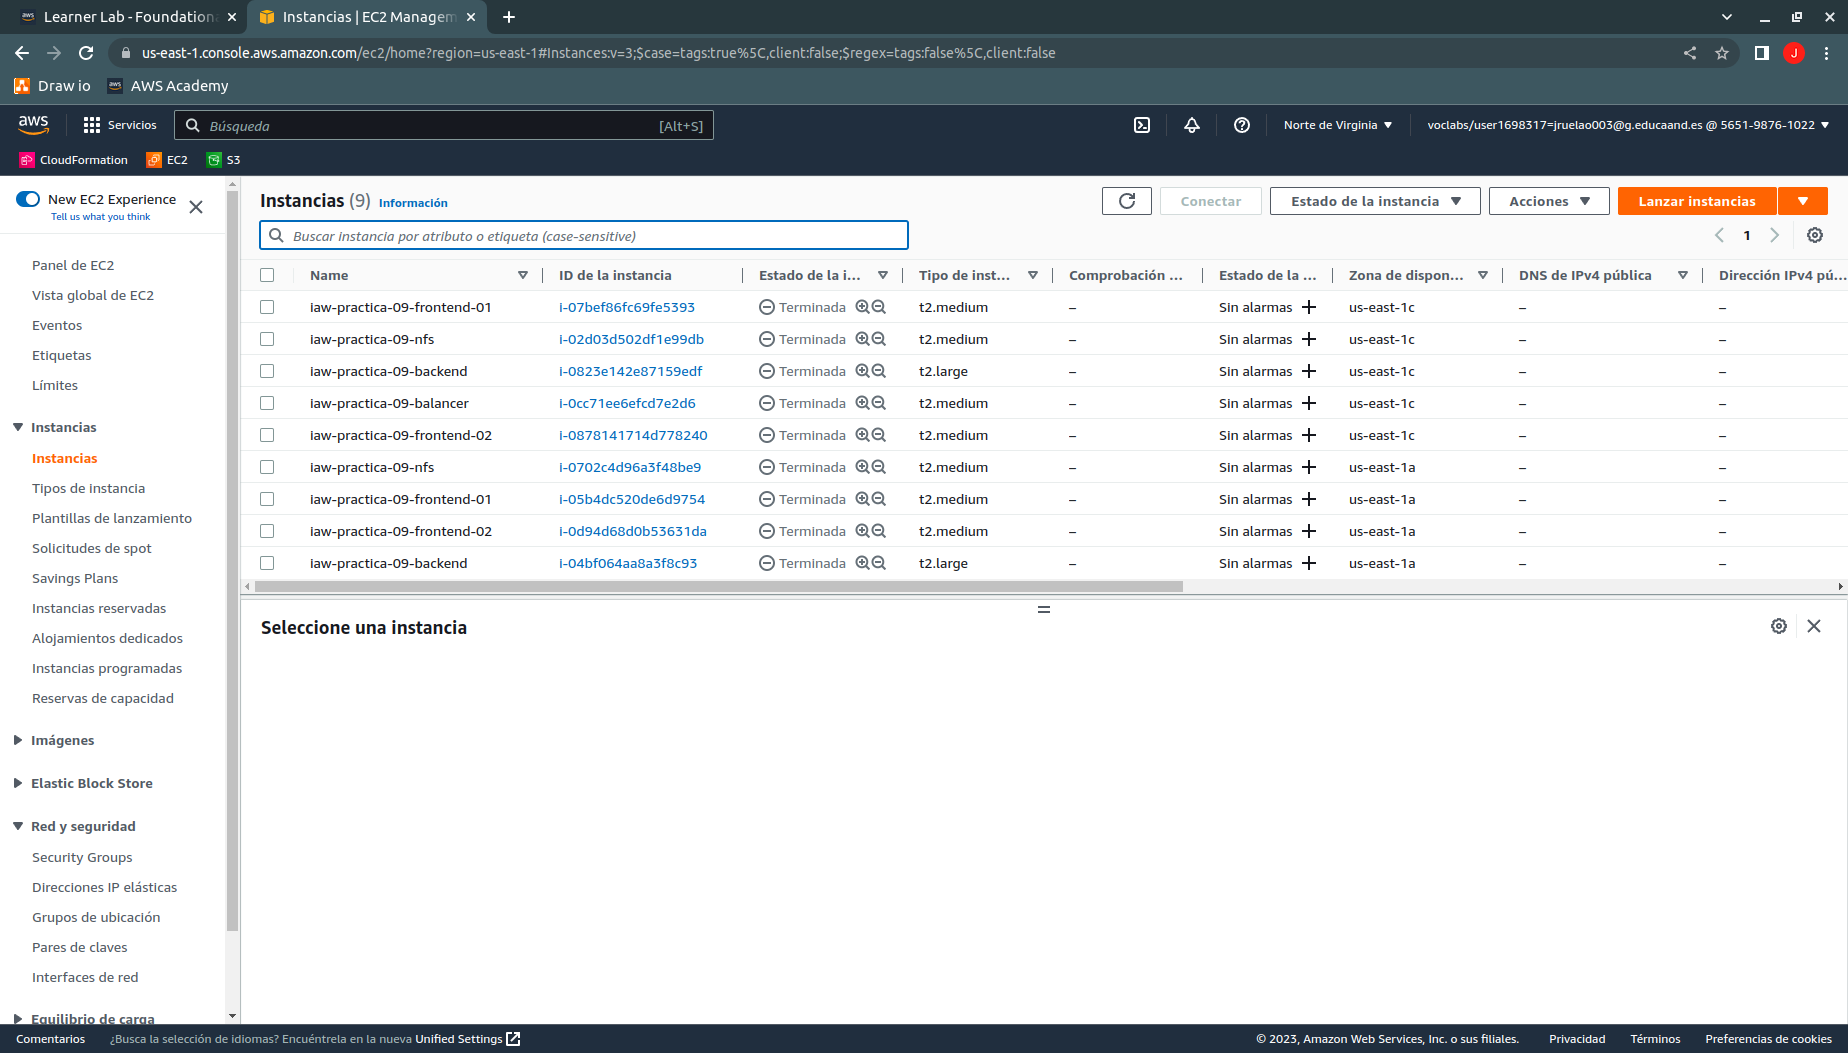 Learner Lab - Foundation
Instancias | EC2 Managem
us-east-1.console.aws.amazon.com/ec2/home?region=us-east-1#Instances:v=3;$case=tags:true%5C,client:false;$regex=tags:false%5C,client:false
J
Draw io
aws AWS Academy
aws
Servicios
Búsqueda
[Alt+S]
Norte de Virginia
voclabs/user1698317=jruelao003@g.educaand.es @ 5651-9876-1022
CloudFormation
EC2
S3
New EC2 Experience
Tell us what you think
Panel de EC2
Vista global de EC2
Eventos
Etiquetas
Límites
Instancias
Instancias
Tipos de instancia
Plantillas de lanzamiento
Solicitudes de spot
Savings Plans
Instancias reservadas
Alojamientos dedicados
Instancias programadas
Reservas de capacidad
Imágenes
Elastic Block Store
Red y seguridad
Security Groups
Direcciones IP elásticas
Grupos de ubicación
Pares de claves
Interfaces de red
Equilibrio de carga
Instancias (9) Información
Conectar
Estado de la instancia
Acciones
Lanzar instancias
Buscar instancia por atributo o etiqueta (case-sensitive)
1
Name ID de la instancia Estado de la i... Tipo de inst... Comprobación ... Estado de la ... Zona de dispon... DNS de IPv4 pública Dirección IPv4 pú...
iaw-practica-09-frontend-01 i-07bef86fc69fe5393 Terminada t2.medium – Sin alarmas + us-east-1c – –
iaw-practica-09-nfs i-02d03d502df1e99db Terminada t2.medium – Sin alarmas + us-east-1c – –
iaw-practica-09-backend i-0823e142e87159edf Terminada t2.large – Sin alarmas + us-east-1c – –
iaw-practica-09-balancer i-0cc71ee6efcd7e2d6 Terminada t2.medium – Sin alarmas + us-east-1c – –
iaw-practica-09-frontend-02 i-0878141714d778240 Terminada t2.medium – Sin alarmas + us-east-1c – –
iaw-practica-09-nfs i-0702c4d96a3f48be9 Terminada t2.medium – Sin alarmas + us-east-1a – –
iaw-practica-09-frontend-01 i-05b4dc520de6d9754 Terminada t2.medium – Sin alarmas + us-east-1a – –
iaw-practica-09-frontend-02 i-0d94d68d0b53631da Terminada t2.medium – Sin alarmas + us-east-1a – –
iaw-practica-09-backend i-04bf064aa8a3f8c93 Terminada t2.large – Sin alarmas + us-east-1a – –
Seleccione una instancia
Comentarios
¿Busca la selección de idiomas? Encuéntrela en la nueva Unified Settings
© 2023, Amazon Web Services, Inc. o sus filiales.
Privacidad
Términos
Preferencias de cookies